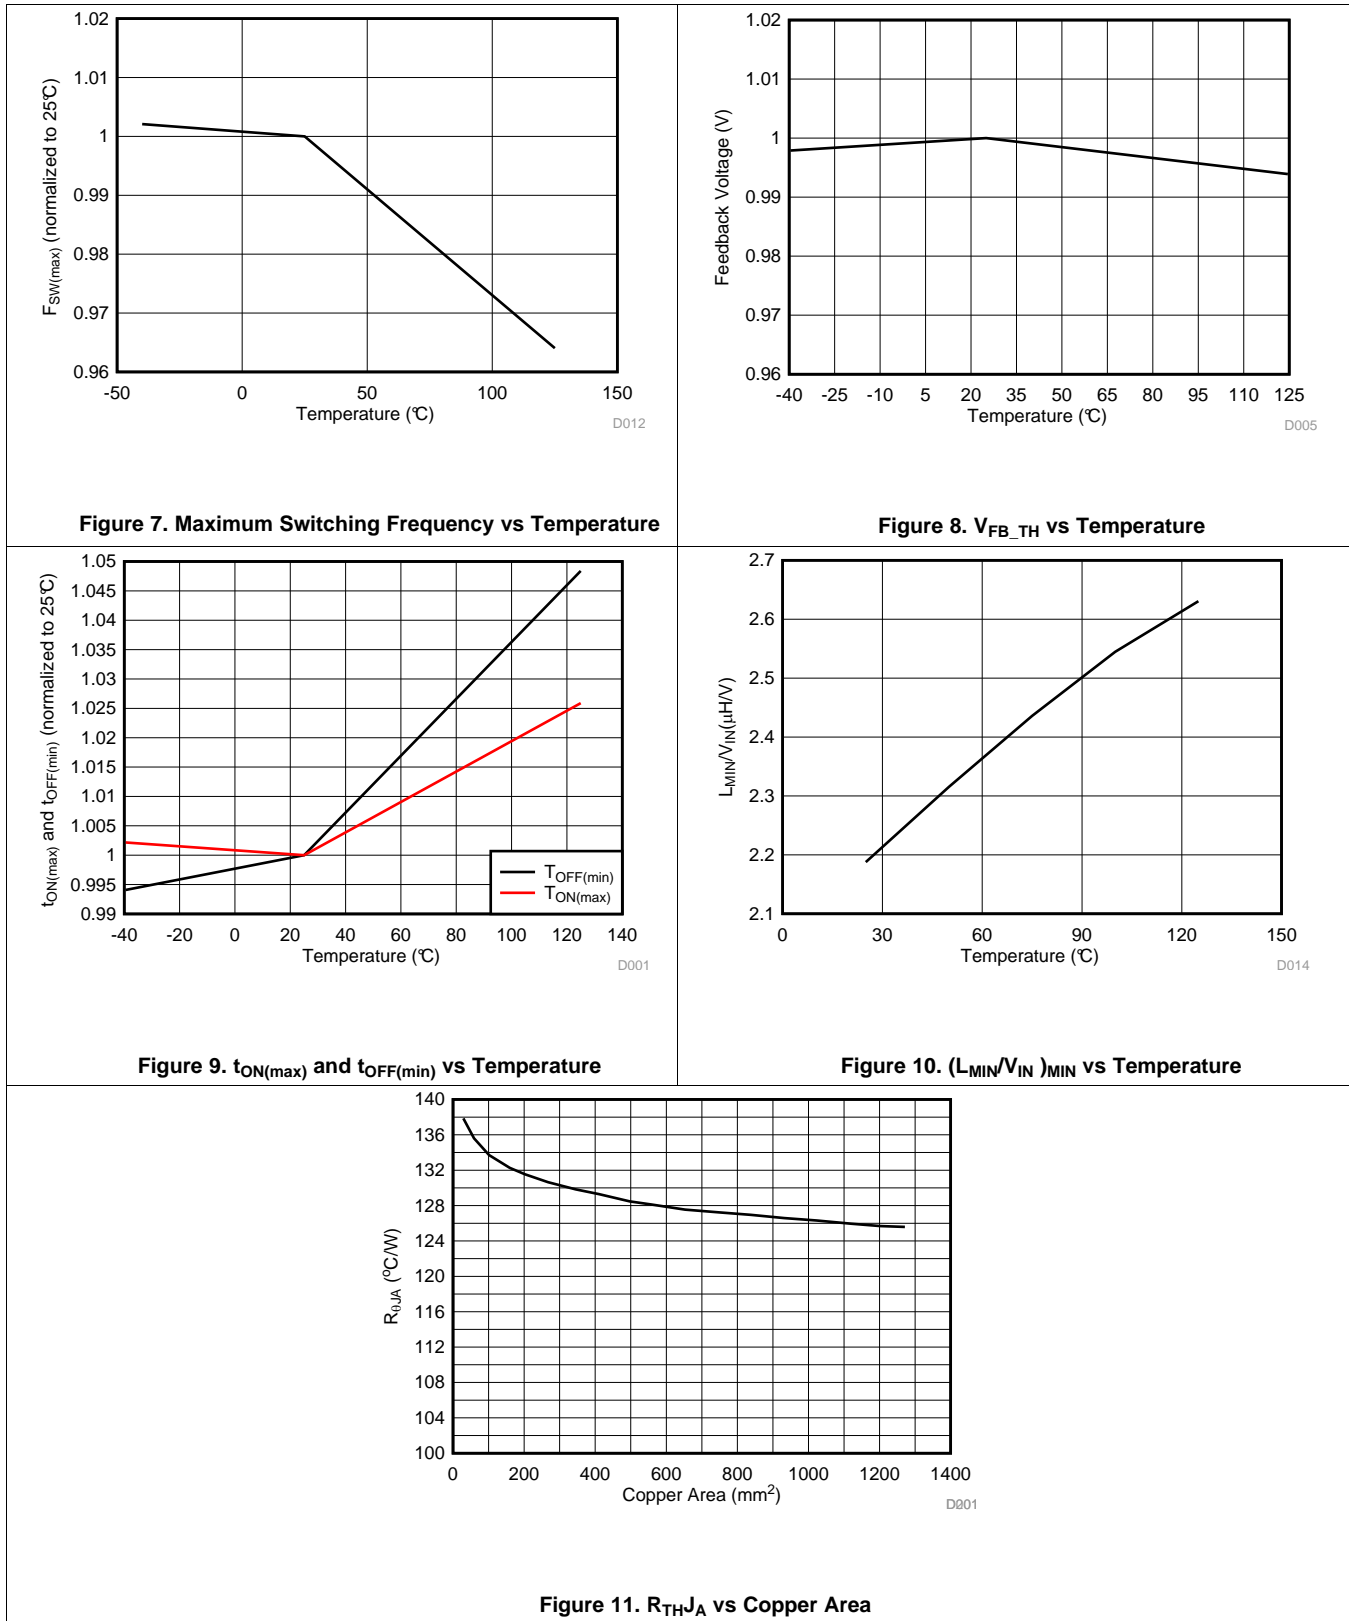 1.02
1.01
1
0.99
0.98
0.97
0.96
-50 0 50 100 150
Temperature (°C)
FSW(max) (normalized to 25°C)
D012
Figure 7. Maximum Switching Frequency vs Temperature
1.02
1.01
1
0.99
0.98
0.97
0.96
-40 -25 -10 5 20 35 50 65 80 95 110 125
Temperature (°C)
Feedback Voltage (V)
D005
Figure 8. VFB_TH vs Temperature
1.05
1.045
1.04
1.035
1.03
1.025
1.02
1.015
1.01
1.005
1
0.995
0.99
-40 -20 0 20 40 60 80 100 120 140
Temperature (°C)
tON(max) and tOFF(min) (normalized to 25°C)
TOFF(min)
TON(max)
D001
Figure 9. tON(max) and tOFF(min) vs Temperature
2.7
2.6
2.5
2.4
2.3
2.2
2.1
0 30 60 90 120 150
Temperature (°C)
LMIN/VIN(μH/V)
D014
Figure 10. (LMIN/VIN )MIN vs Temperature
140
136
132
128
124
120
116
112
108
104
100
0 200 400 600 800 1000 1200 1400
Copper Area (mm2)
RθJA (°C/W)
Figure 11. RTHJA vs Copper Area